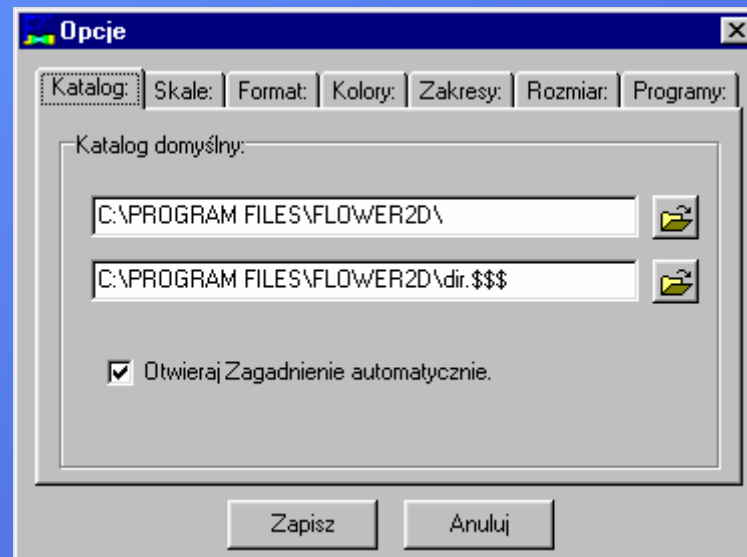 Opcje
Katalog: Skale: Format: Kolory: Zakresy: Rozmiar: Programy:
Katalog domyślny:
C:\PROGRAM FILES\FLOWER2D\
C:\PROGRAM FILES\FLOWER2D\dir.$$$
Otwieraj Zagadnienie automatycznie.
Zapisz Anuluj